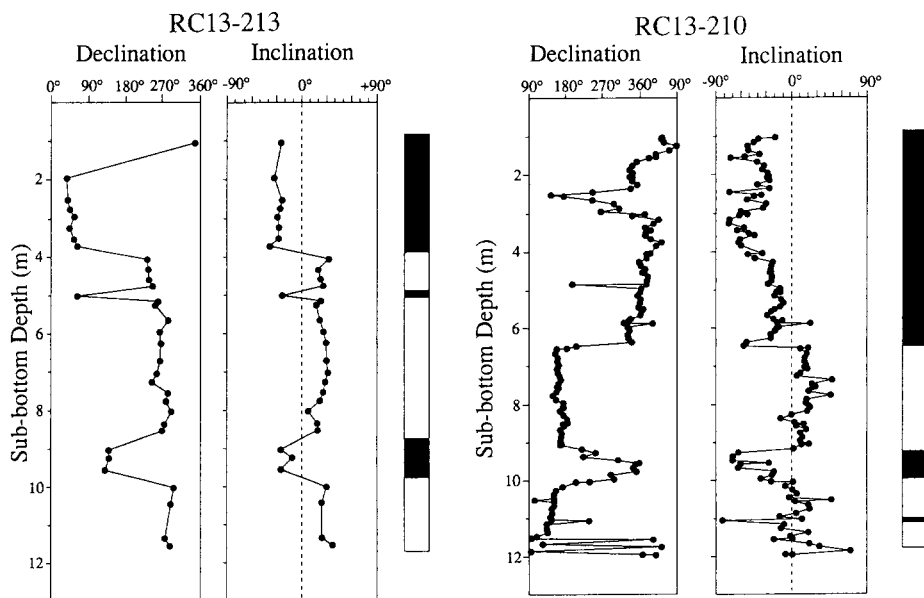 RC13-213
Declination Inclination
0° 90° 180° 270° 360° -90° 0° +90°
Sub-bottom Depth (m)
2
4
6
8
10
12
RC13-210
Declination Inclination
90° 180° 270° 360° 90° -80° 0° 90°
Sub-bottom Depth (m)
2
4
6
8
10
12